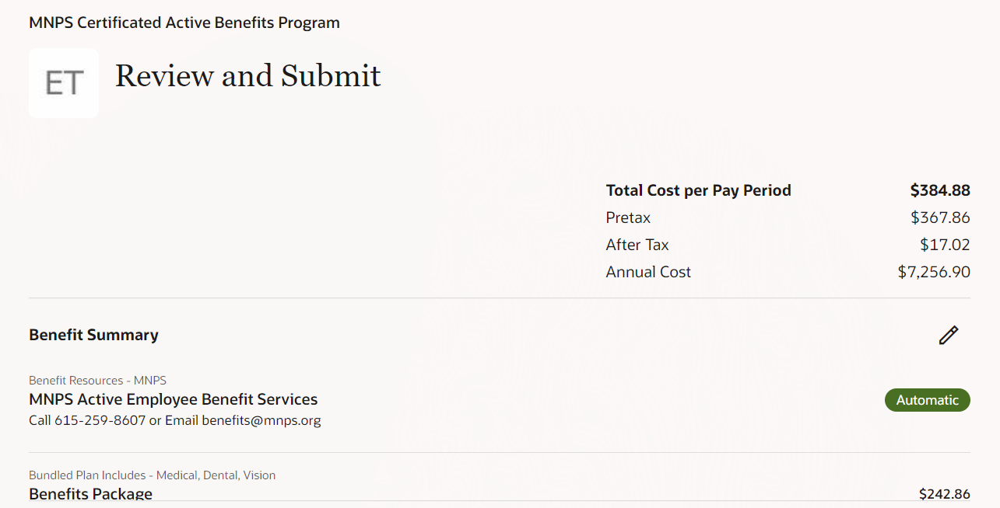 MNPS Certificated Active Benefits Program
ET
Review and Submit
Total Cost per Pay Period $384.88
Pretax $367.86
After Tax $17.02
Annual Cost $7,256.90
Benefit Summary
Benefit Resources - MNPS
MNPS Active Employee Benefit Services
Automatic
Call 615-259-8607 or Email benefits@mnps.org
Bundled Plan Includes - Medical, Dental, Vision
Benefits Package $242.86